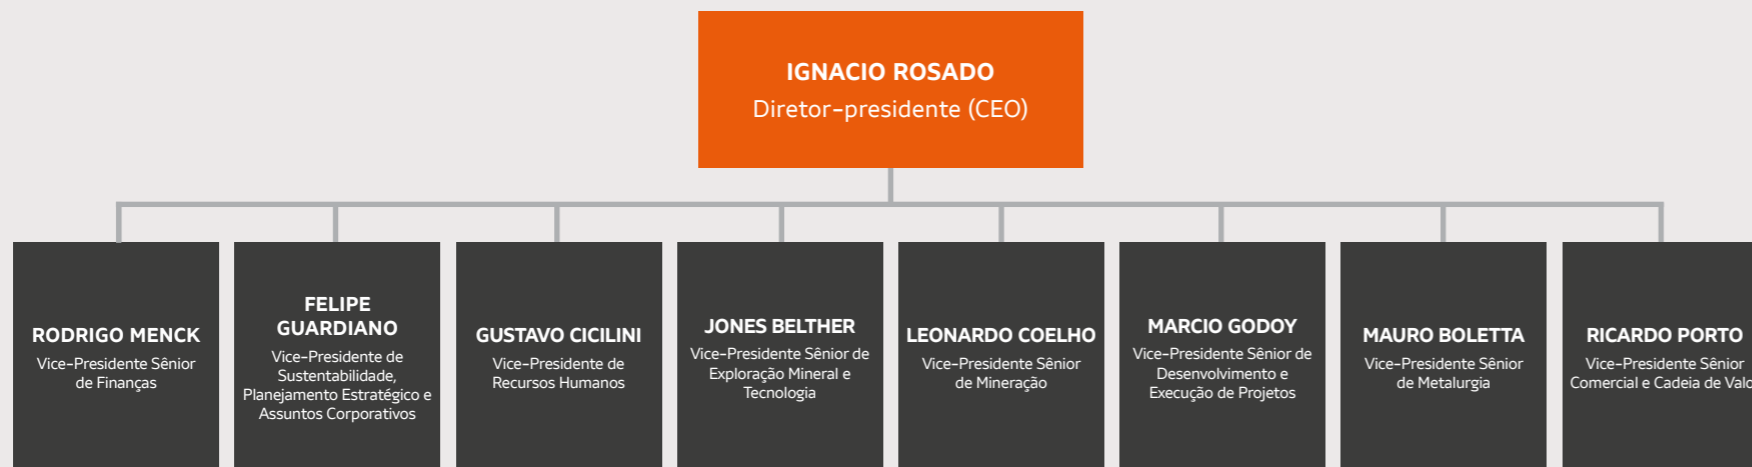 IGNACIO ROSADO
Diretor-presidente (CEO)
RODRIGO MENCK
Vice-Presidente Sênior
de Finanças
FELIPE
GUARDIANO
Vice-Presidente de
Sustentabilidade,
Planejamento Estratégico e
Assuntos Corporativos
GUSTAVO CICILINI
Vice-Presidente de
Recursos Humanos
JONES BELTHER
Vice-Presidente Sênior de
Exploração Mineral e
Tecnologia
LEONARDO COELHO
Vice-Presidente Sênior
de Mineração
MARCIO GODOY
Vice-Presidente Sênior de
Desenvolvimento e
Execução de Projetos
MAURO BOLETTA
Vice-Presidente Sênior
de Metalurgia
RICARDO PORTO
Vice-Presidente Sênior
Comercial e Cadeia de Valo